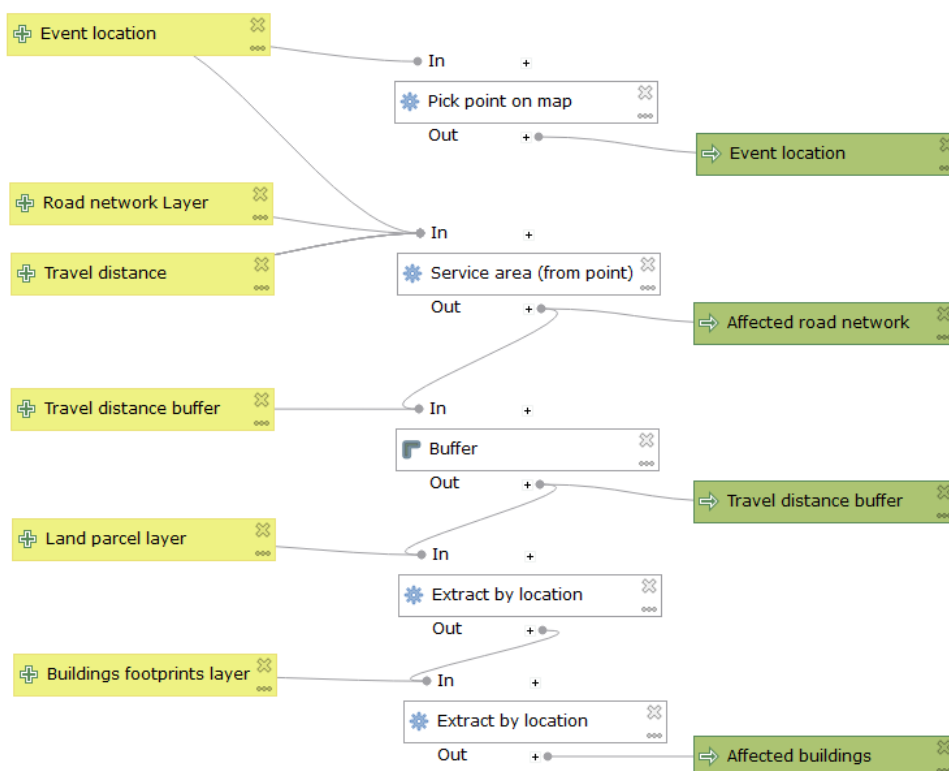 Event location
In
Pick point on map
Out
Event location
Road network Layer
In
Travel distance
Service area (from point)
Out
Affected road network
Travel distance buffer
In
Buffer
Out
Travel distance buffer
Land parcel layer
In
Extract by location
Out
Buildings footprints layer
In
Extract by location
Out
Affected buildings